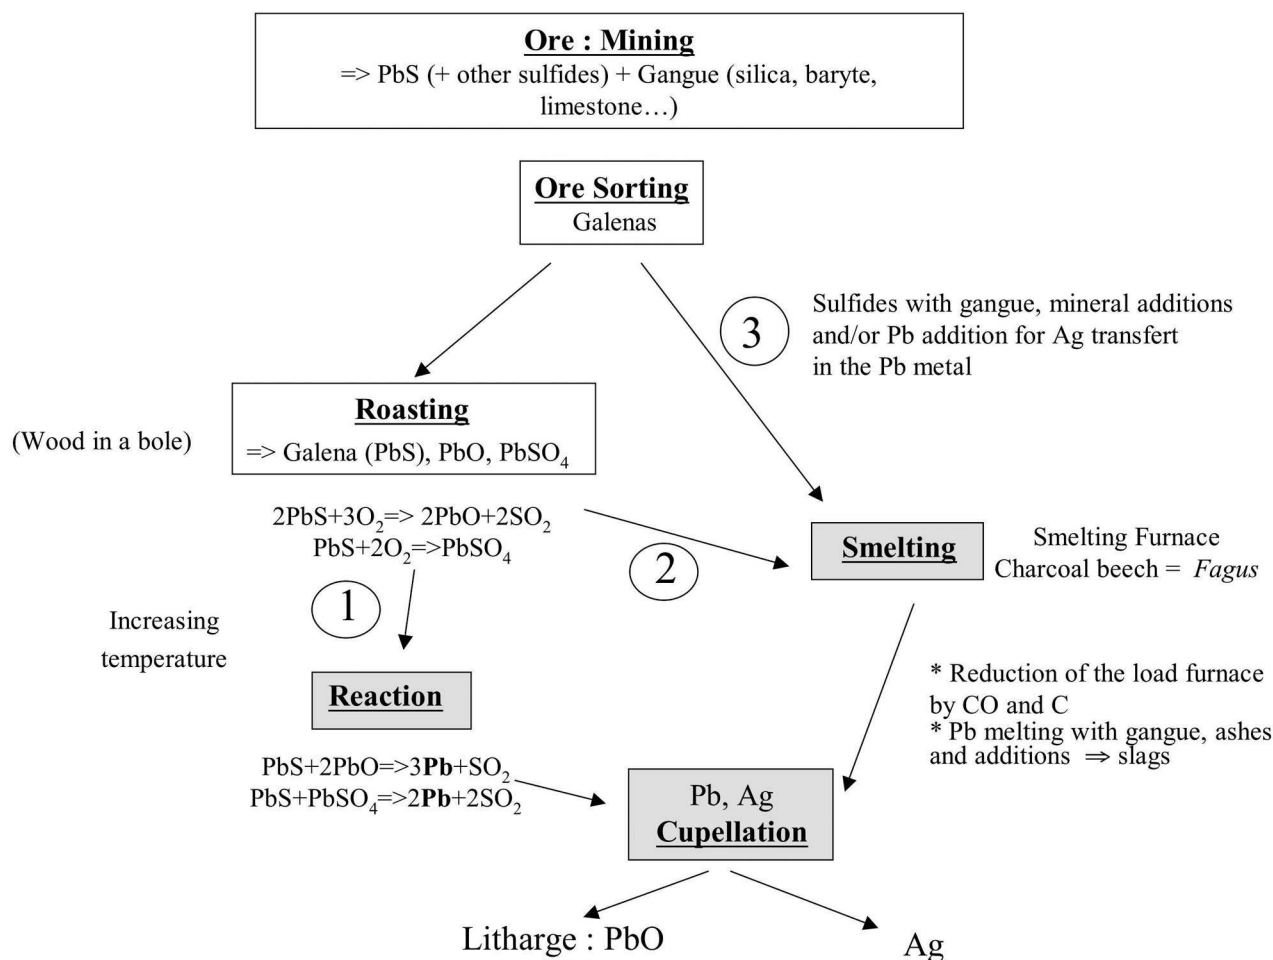 Ore : Mining
=> PbS (+ other sulfides) + Gangue (silica, baryte,
limestone…)
Ore Sorting
Galenas
3
Sulfides with gangue, mineral additions
and/or Pb addition for Ag transfert
in the Pb metal
(Wood in a bole)
Roasting
=> Galena (PbS), PbO, PbSO₄
2PbS+3O₂=> 2PbO+2SO₂
PbS+2O₂=>PbSO₄
2
Smelting
Smelting Furnace
Charcoal beech = Fagus
1
Increasing
temperature
Reaction
* Reduction of the load furnace
by CO and C
* Pb melting with gangue, ashes
and additions ⇒ slags
PbS+2PbO=>3Pb+SO₂
PbS+PbSO₄=>2Pb+2SO₂
Pb, Ag
Cupellation
Litharge : PbO
Ag